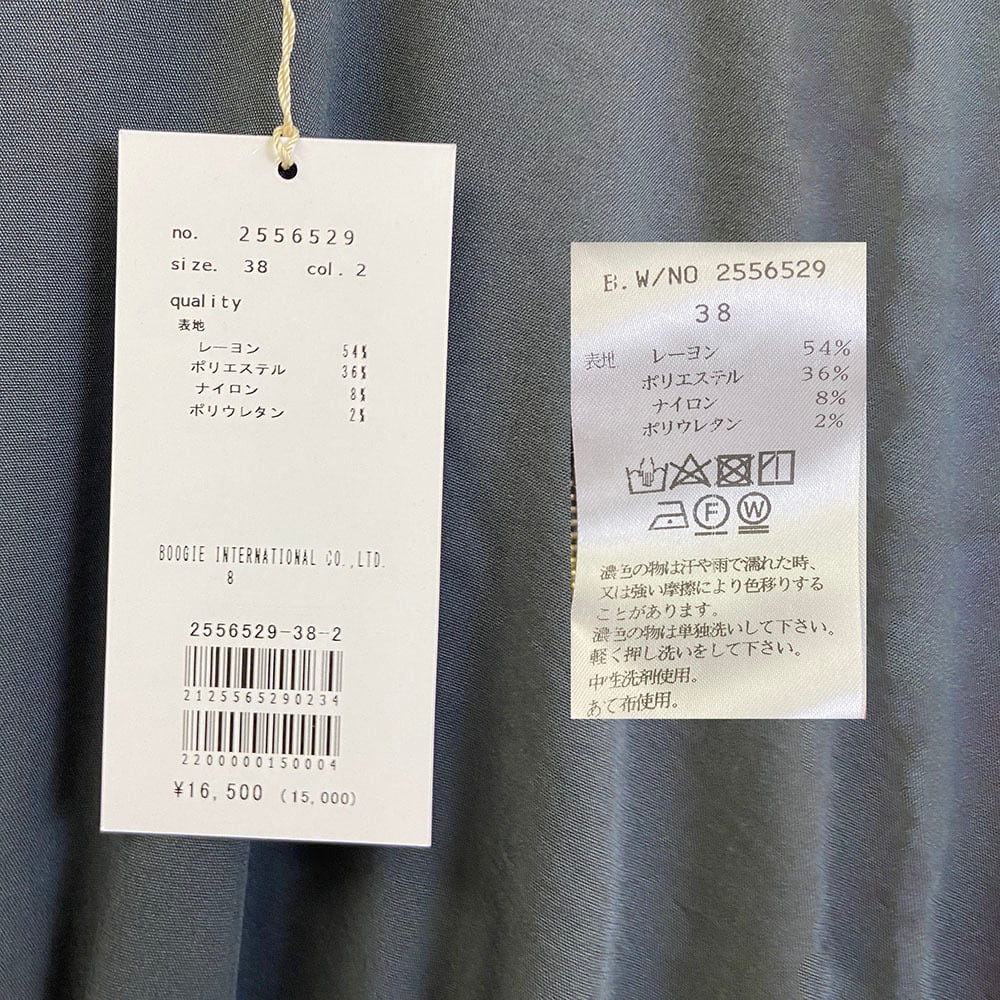 no. 2556529
size. 38 col. 2
quality
表地
レーヨン 54%
ポリエステル 36%
ナイロン 8%
ポリウレタン 2%
BOOGIE INTERNATIONAL CO.,LTD.
8
2556529-38-2
2125565290234
2200000150004
¥16,500 (15,000)
B.W/NO 2556529
38
表地 レーヨン 54%
ポリエステル 36%
ナイロン 8%
ポリウレタン 2%
F W
濃色の物は汗や雨で濡れた時、
又は強い摩擦により色移りする
ことがあります。
濃色の物は単独洗いして下さい。
軽く押し洗いをして下さい。
中性洗剤使用。
あて布使用。